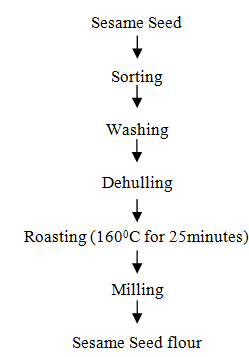 Sesame Seed
Sorting
Washing
Dehulling
Roasting (160⁰C for 25minutes)
Milling
Sesame Seed flour